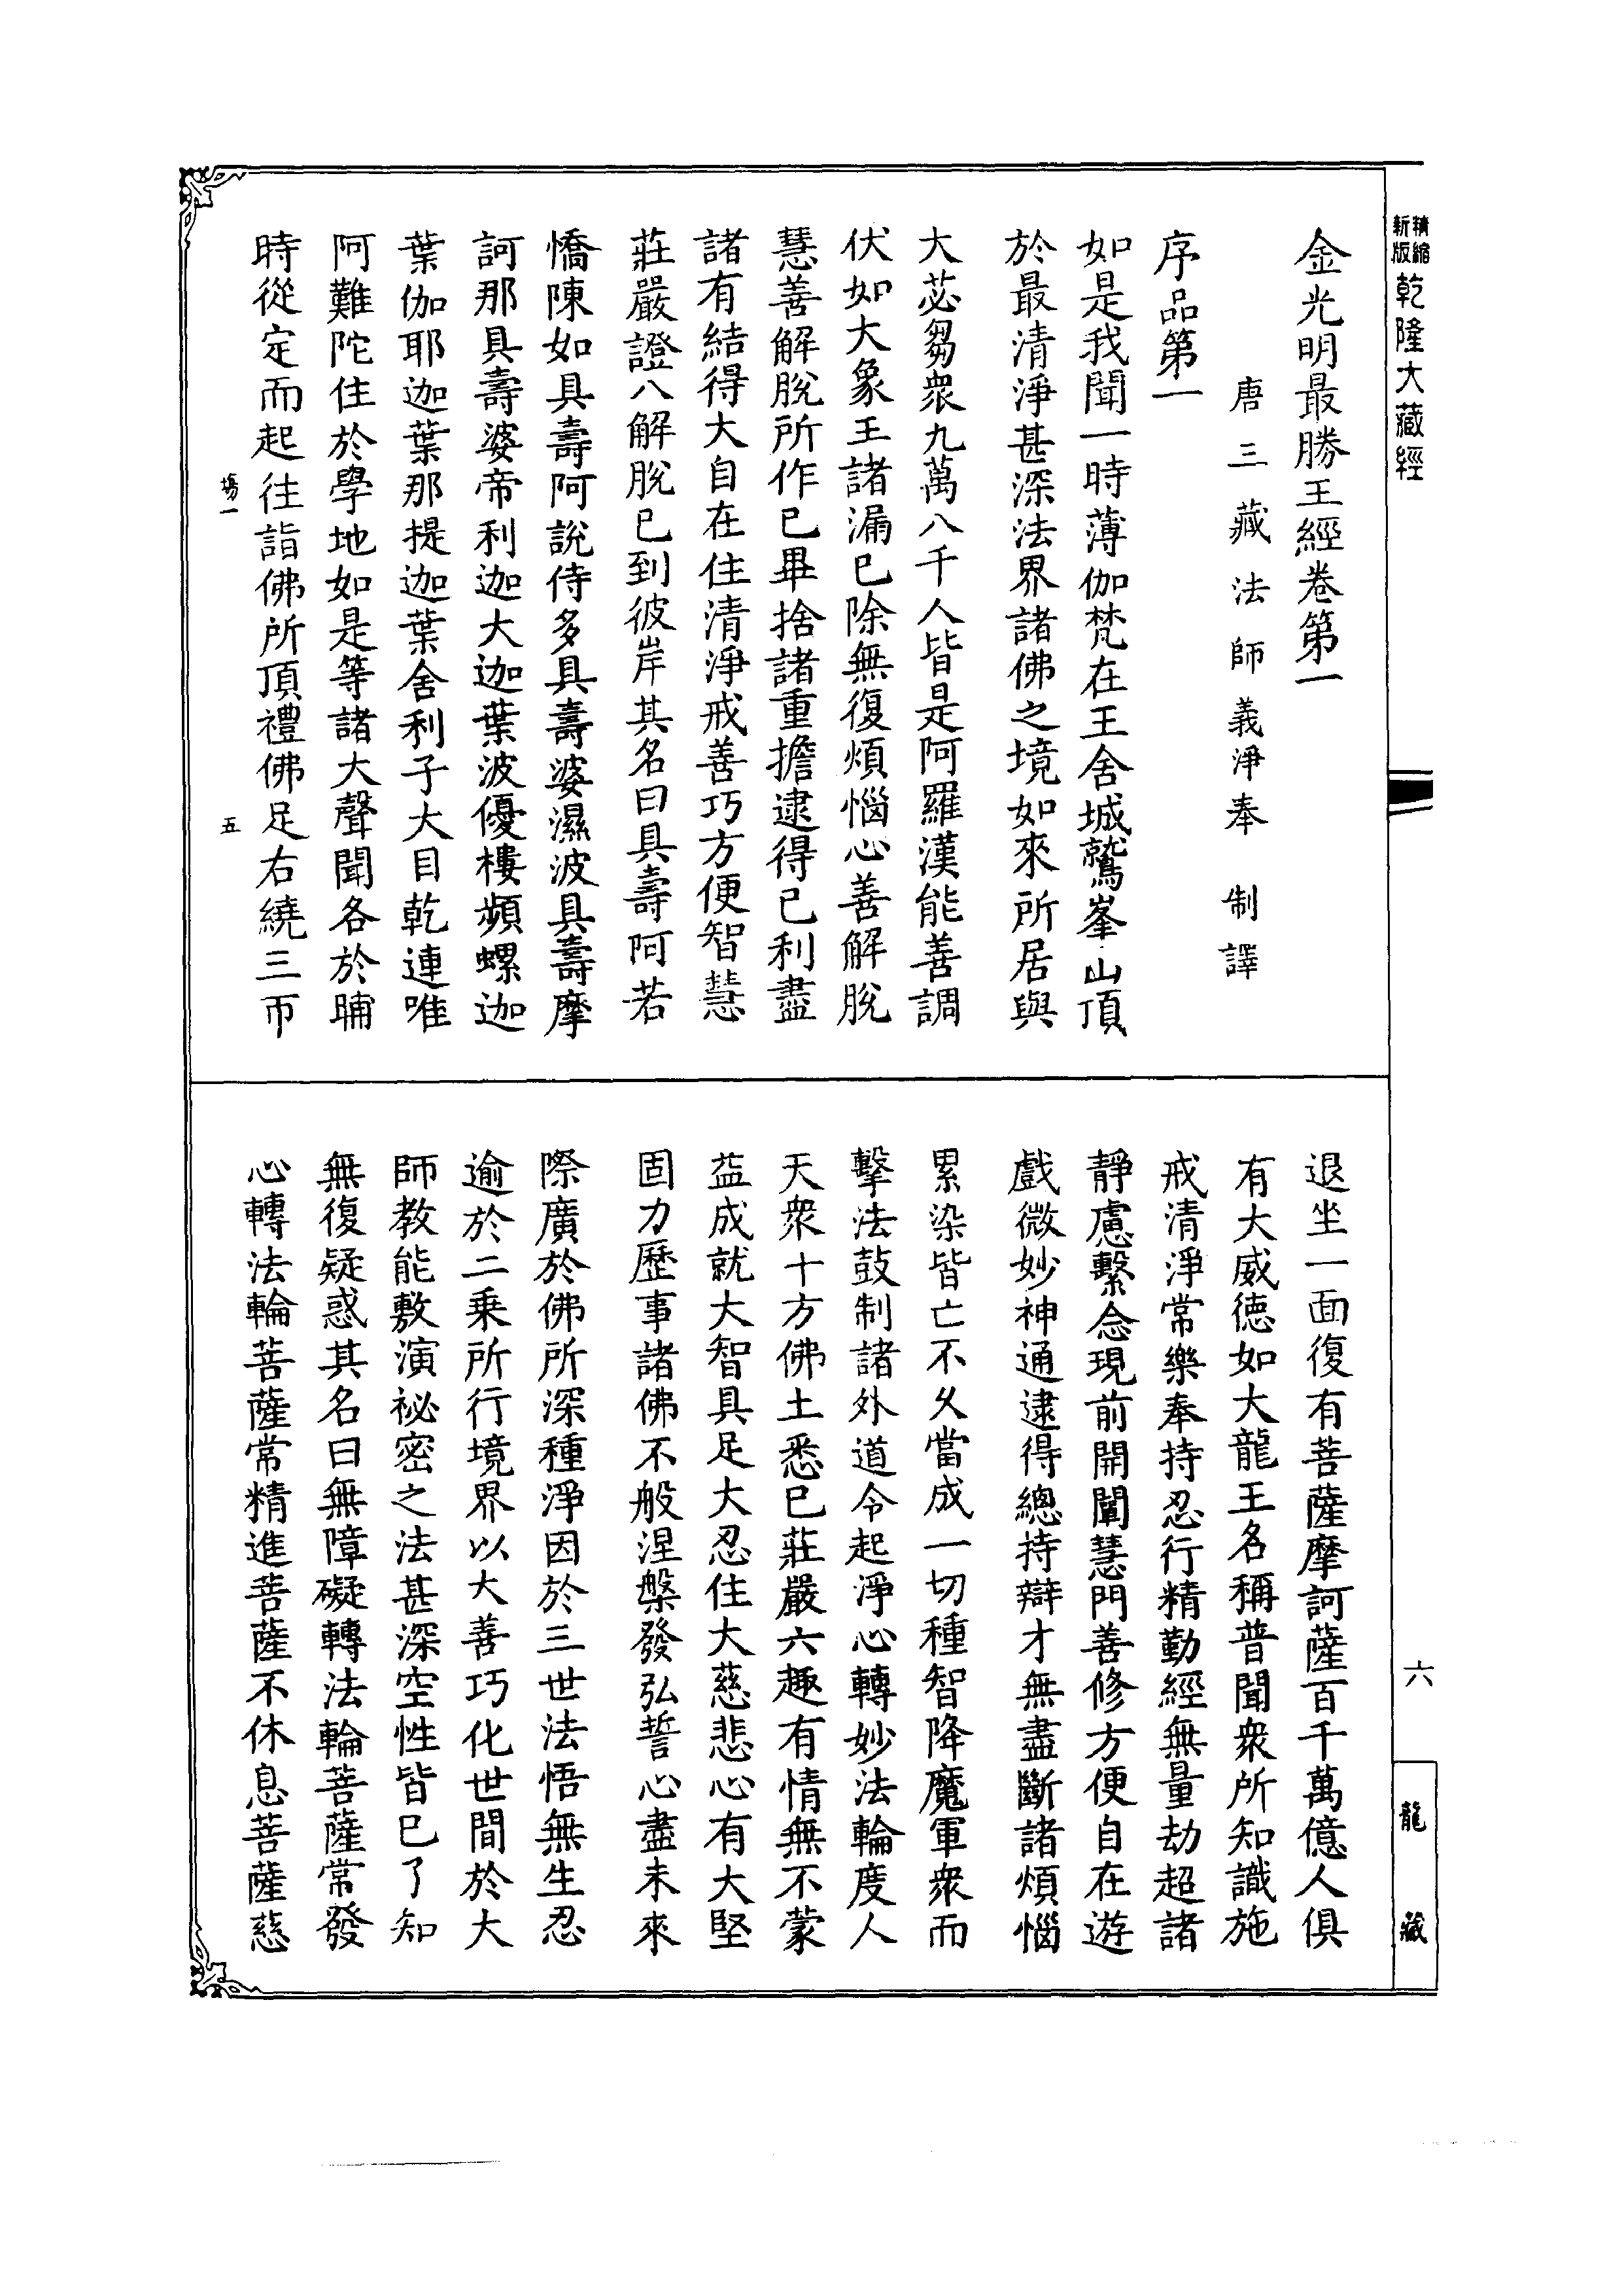 精縮新版乾隆大藏經
金光明最勝王經卷第一
唐三藏法師義淨奉　制譯
序品第一
如是我聞一時薄伽梵在王舍城鷲峯山頂
於最清淨甚深法界諸佛之境如來所居與
大苾芻衆九萬八千人皆是阿羅漢能善調
伏如大象王諸漏已除無復煩惱心善解脫
慧善解脫所作已畢捨諸重擔逮得已利盡
諸有結得大自在住清淨戒善巧方便智慧
莊嚴證八解脫已到彼岸其名曰具壽阿若
憍陳如具壽阿說侍多具壽婆濕波具壽摩
訶那具壽婆帝利迦大迦葉波優樓頻螺迦
葉伽耶迦葉那提迦葉舍利子大目乾連唯
阿難陀住於學地如是等諸大聲聞各於晡
時從定而起往詣佛所頂禮佛足右繞三帀
塲一
五
退坐一面復有菩薩摩訶薩百千萬億人俱
有大威德如大龍王名稱普聞衆所知識施
戒清淨常樂奉持忍行精勤經無量劫超諸
靜慮繫念現前開闡慧門善修方便自在遊
戲微妙神通逮得總持辯才無盡斷諸煩惱
累染皆亡不久當成一切種智降魔軍衆而
擊法鼓制諸外道令起淨心轉妙法輪度人
天衆十方佛土悉已莊嚴六趣有情無不蒙
益成就大智具足大忍住大慈悲心有大堅
固力歷事諸佛不般涅槃發弘誓心盡未來
際廣於佛所深種淨因於三世法悟無生忍
逾於二乘所行境界以大善巧化世間於大
師教能敷演祕密之法甚深空性皆已了知
無復疑惑其名曰無障礙轉法輪菩薩常發
心轉法輪菩薩常精進菩薩不休息菩薩慈
六
龍藏